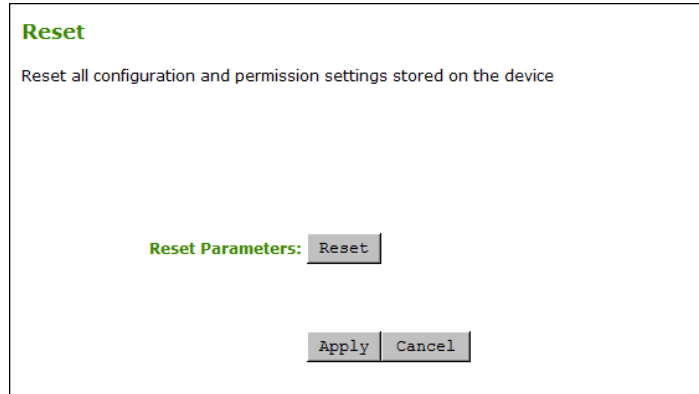 Reset
Reset all configuration and permission settings stored on the device
Reset Parameters: Reset
Apply Cancel